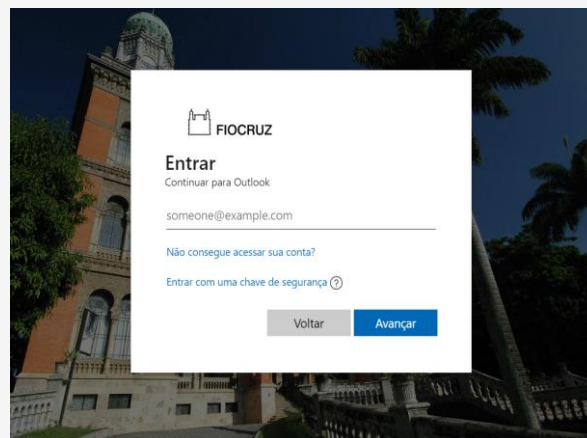 FIOCRUZ
Entrar
Continuar para Outlook
someone@example.com
Não consegue acessar sua conta?
Entrar com uma chave de segurança ?
Voltar Avançar